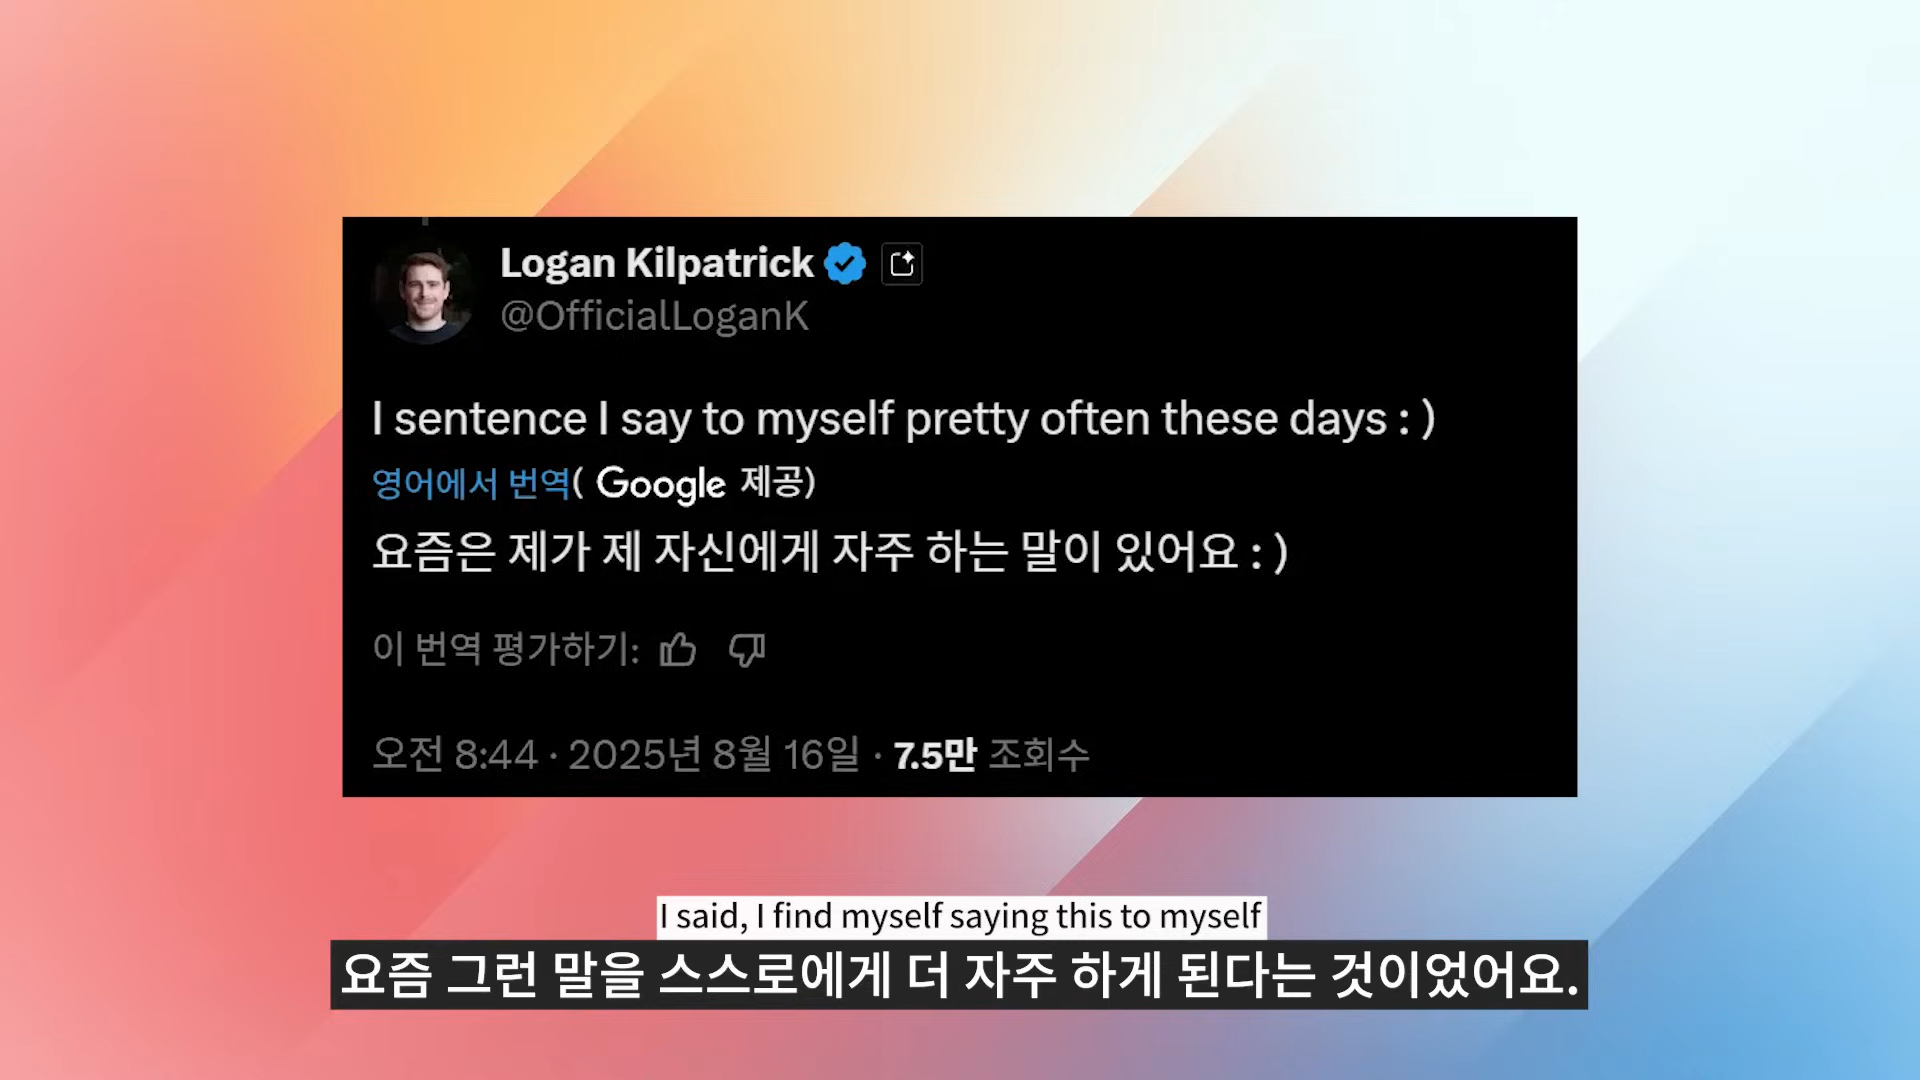 Logan Kilpatrick
@OfficialLoganK
I sentence I say to myself pretty often these days : )
영어에서 번역( Google 제공)
요즘은 제가 제 자신에게 자주 하는 말이 있어요 : )
이 번역 평가하기:
오전 8:44 · 2025년 8월 16일 · 7.5만 조회수
I said, I find myself saying this to myself
요즘 그런 말을 스스로에게 더 자주 하게 된다는 것이었어요.